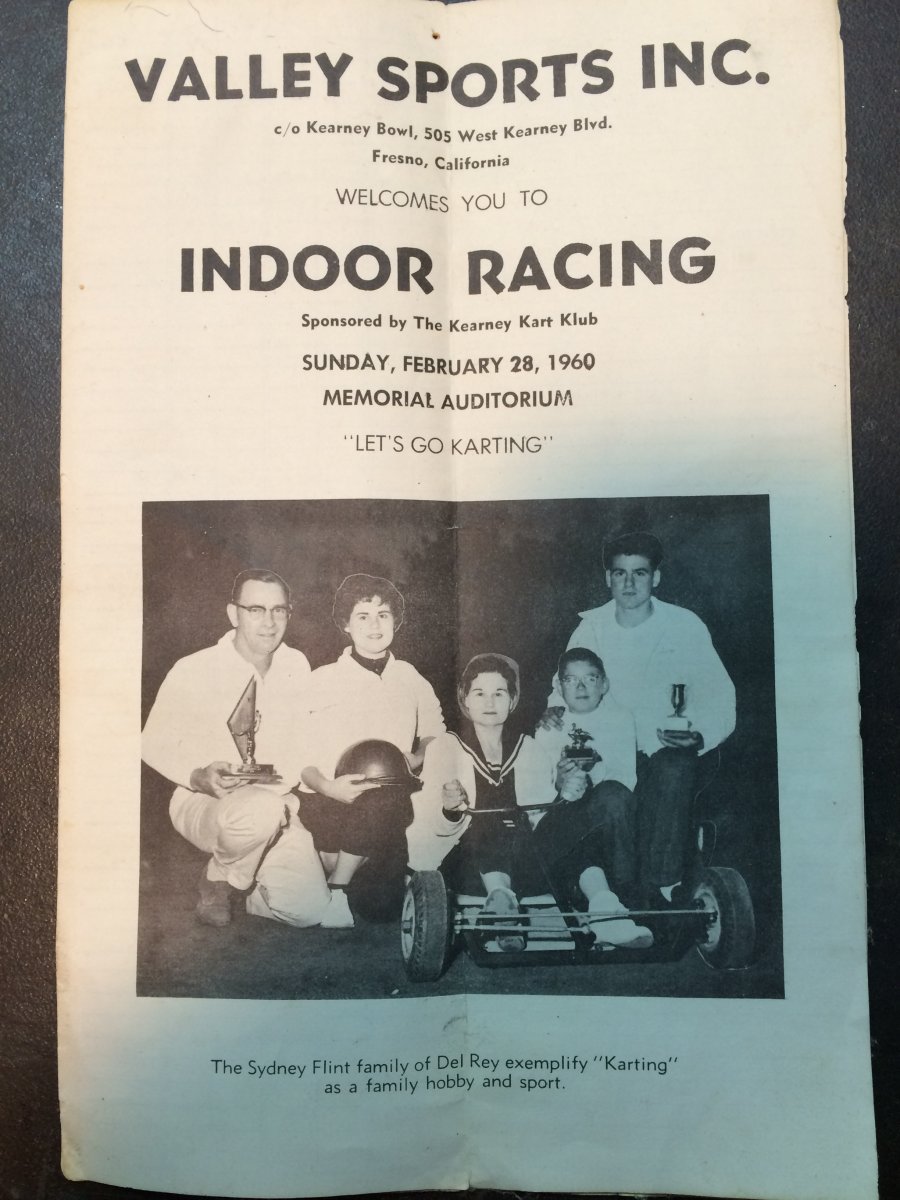 VALLEY SPORTS INC.
c/o Kearney Bowl, 505 West Kearney Blvd.
Fresno, California
WELCOMES YOU TO
INDOOR RACING
Sponsored by The Kearney Kart Klub
SUNDAY, FEBRUARY 28, 1960
MEMORIAL AUDITORIUM
"LET'S GO KARTING"
The Sydney Flint family of Del Rey exemplify "Karting"
as a family hobby and sport.